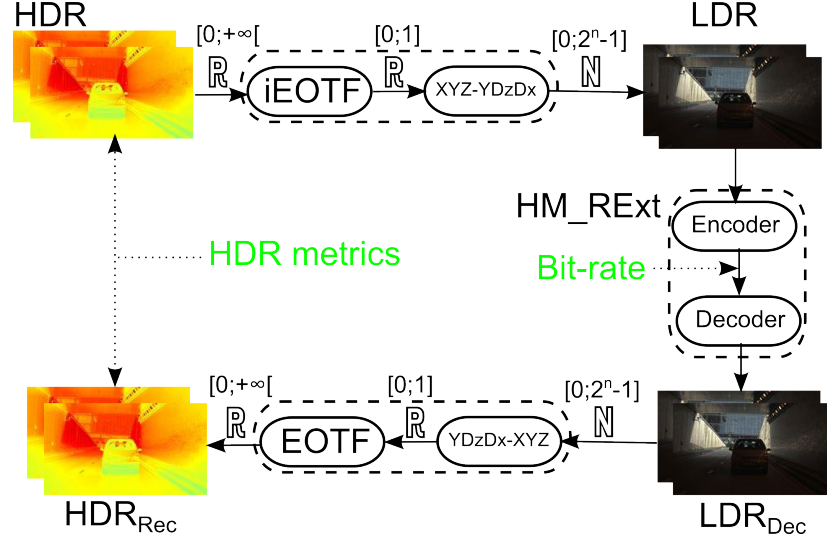 HDR
[0;+∞[
ℝ
iEOTF
[0;1]
ℝ
XYZ-YDzDx
[0;2ⁿ-1]
ℕ
LDR
HM_RExt
Encoder
HDR metrics
Bit-rate
Decoder
[0;+∞[
ℝ
EOTF
[0;1]
ℝ
YDzDx-XYZ
[0;2ⁿ-1]
ℕ
HDR_Rec
LDR_Dec